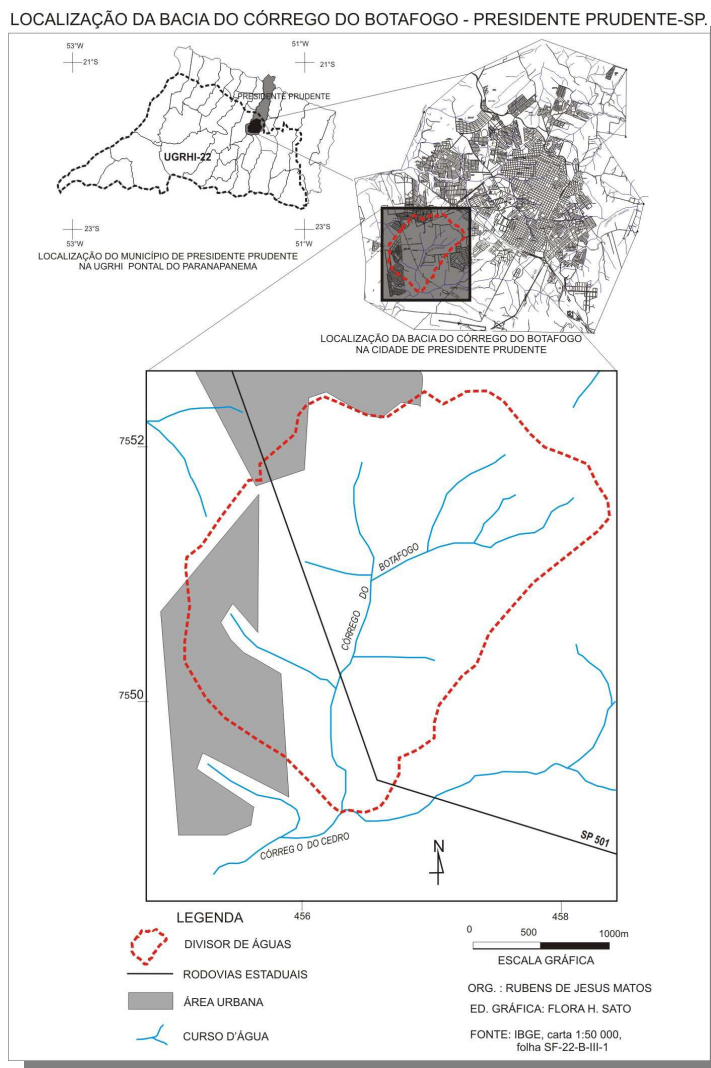 LOCALIZAÇÃO DA BACIA DO CÓRREGO DO BOTAFOGO - PRESIDENTE PRUDENTE-SP.
53°W
21°S
51°W
21°S
PRESIDENTE PRUDENTE
UGRHI-22
23°S
53°W
23°S
51°W
LOCALIZAÇÃO DO MUNICÍPIO DE PRESIDENTE PRUDENTE
NA UGRHI PONTAL DO PARANAPANEMA
LOCALIZAÇÃO DA BACIA DO CÓRREGO DO BOTAFOGO
NA CIDADE DE PRESIDENTE PRUDENTE
7552
CÓRREGO DO BOTAFOGO
7550
SP 501
CÓRREG O DO CEDRO
N
456
458
LEGENDA
DIVISOR DE ÁGUAS
RODOVIAS ESTADUAIS
ÁREA URBANA
CURSO D'ÁGUA
0 500 1000m
ESCALA GRÁFICA
ORG. : RUBENS DE JESUS MATOS
ED. GRÁFICA: FLORA H. SATO
FONTE: IBGE, carta 1:50 000,
folha SF-22-B-III-1